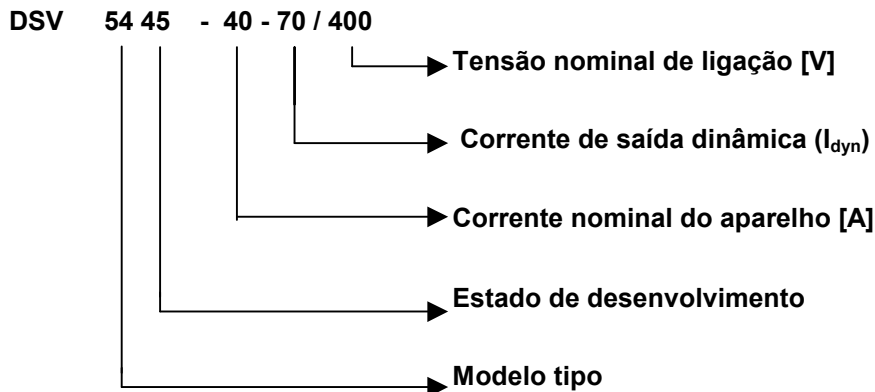 DSV 54 45 - 40 - 70 / 400
Tensão nominal de ligação [V]
Corrente de saída dinâmica (Idyn)
Corrente nominal do aparelho [A]
Estado de desenvolvimento
Modelo tipo